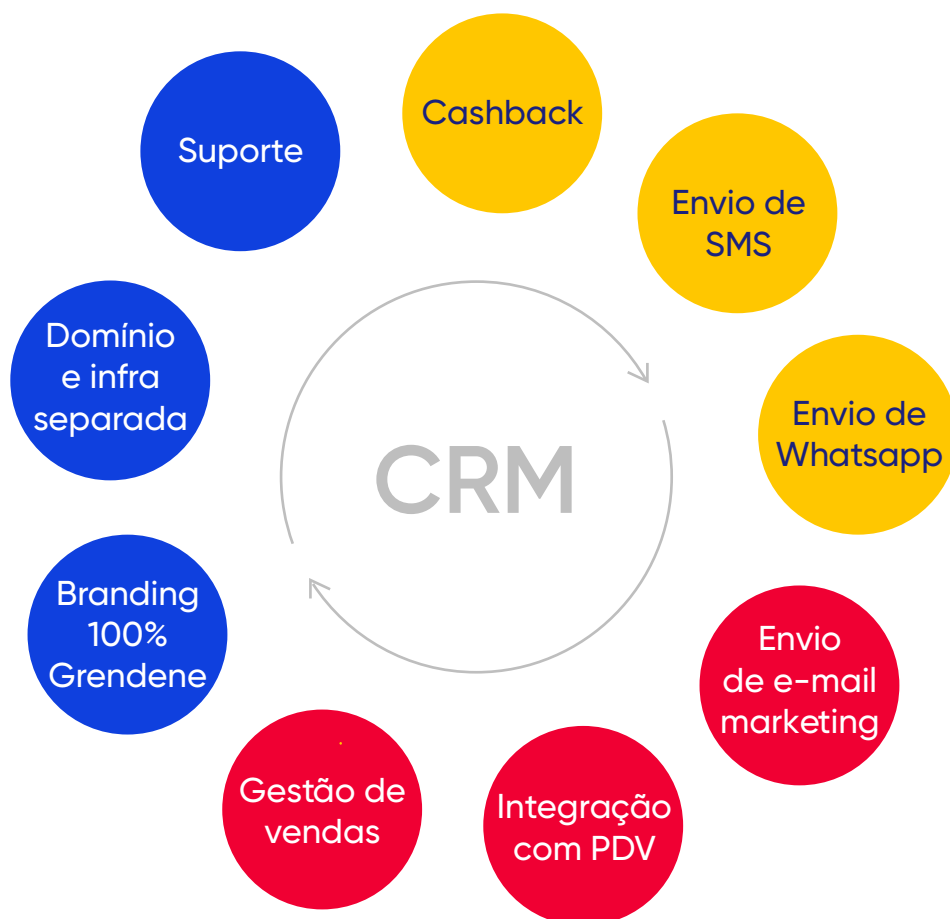 Cashback
Envio de
SMS
Envio de
Whatsapp
Envio
de e-mail
marketing
Integração
com PDV
Gestão de
vendas
Branding
100%
Grendene
Domínio
e infra
separada
Suporte
CRM